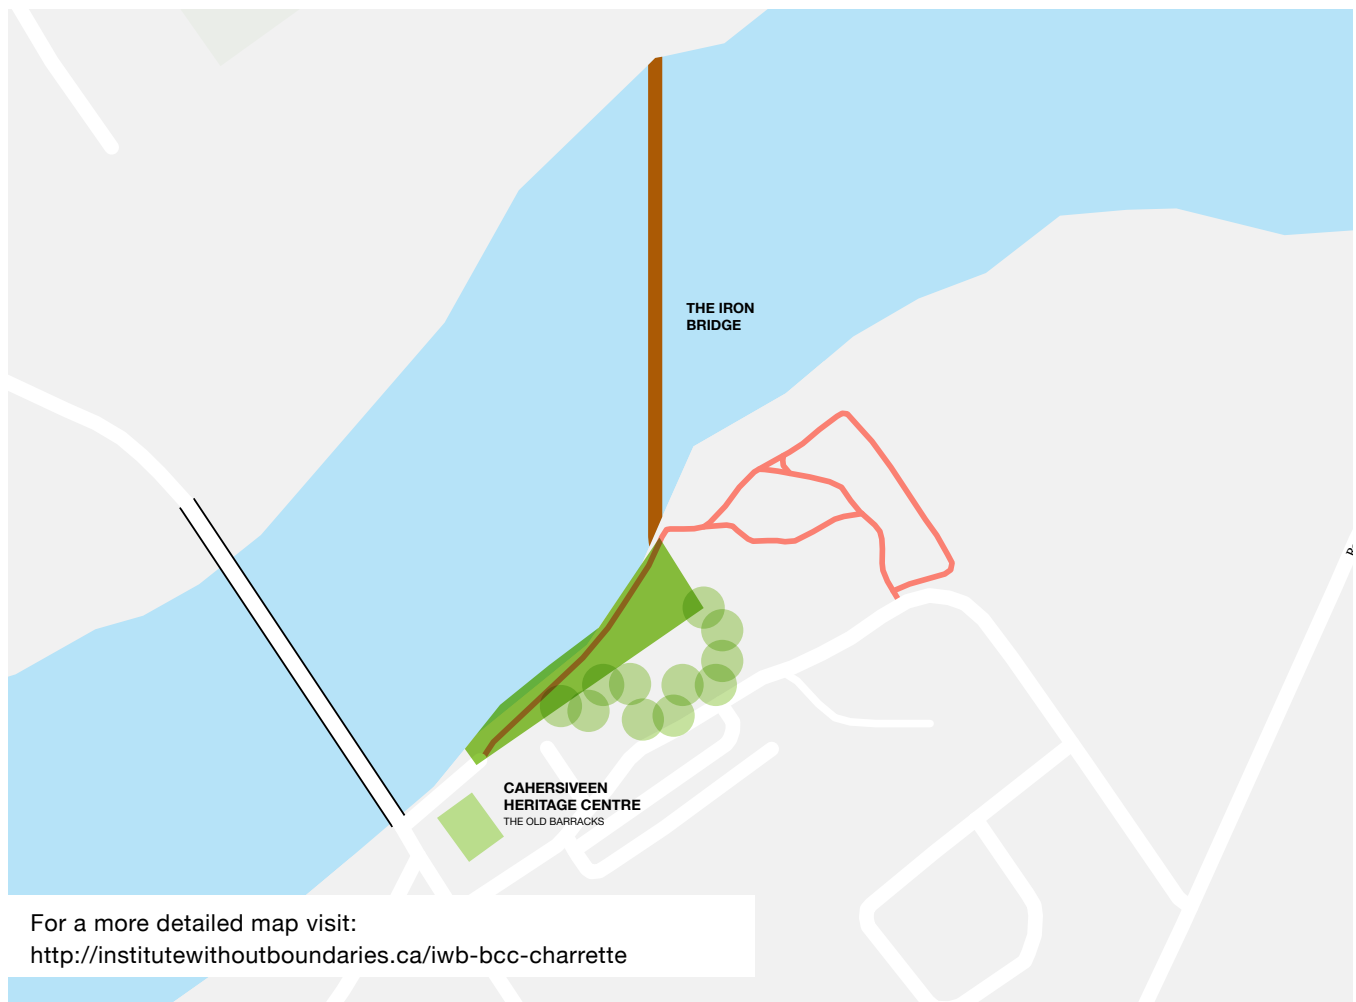 THE IRON
BRIDGE
CAHERSIVEEN
HERITAGE CENTRE
THE OLD BARRACKS
For a more detailed map visit:
http://institutewithoutboundaries.ca/iwb-bcc-charrette